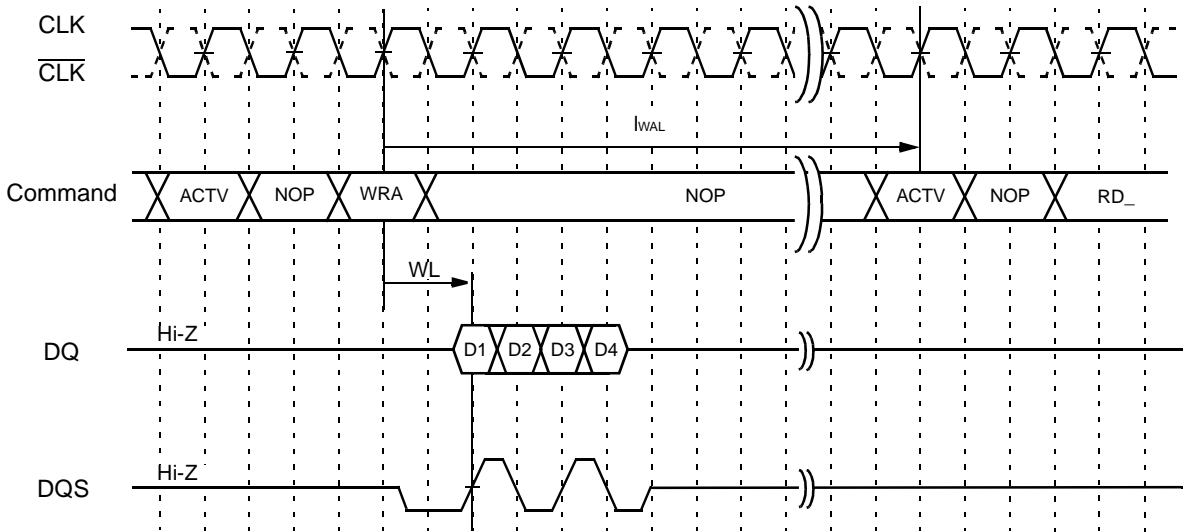 CLK
CLK
IWAL
Command ACTV NOP WRA NOP ACTV NOP RD_
WL
Hi-Z
DQ D1 D2 D3 D4
Hi-Z
DQS